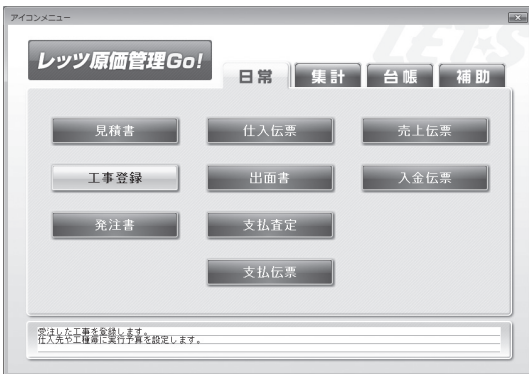 アイコンメニュー
LETS
レッツ原価管理Go!
日常 集計 台帳 補助
見積書 仕入伝票 売上伝票
工事登録 出面書 入金伝票
発注書 支払査定
支払伝票
受注した工事を登録します。
仕入先や工種毎に実行予算を設定します。